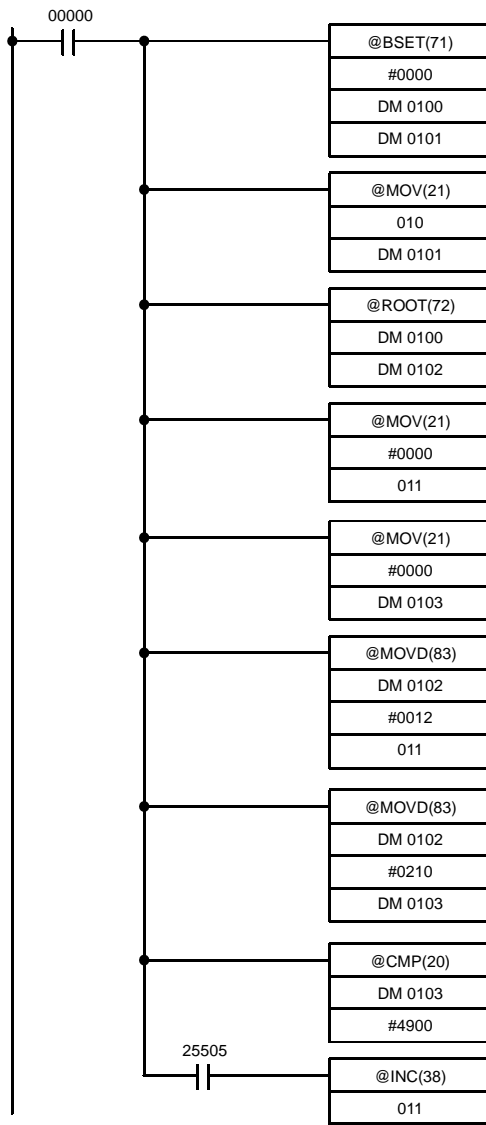 00000
@BSET(71)
#0000
DM 0100
DM 0101
@MOV(21)
010
DM 0101
@ROOT(72)
DM 0100
DM 0102
@MOV(21)
#0000
011
@MOV(21)
#0000
DM 0103
@MOVD(83)
DM 0102
#0012
011
@MOVD(83)
DM 0102
#0210
DM 0103
@CMP(20)
DM 0103
#4900
25505
@INC(38)
011